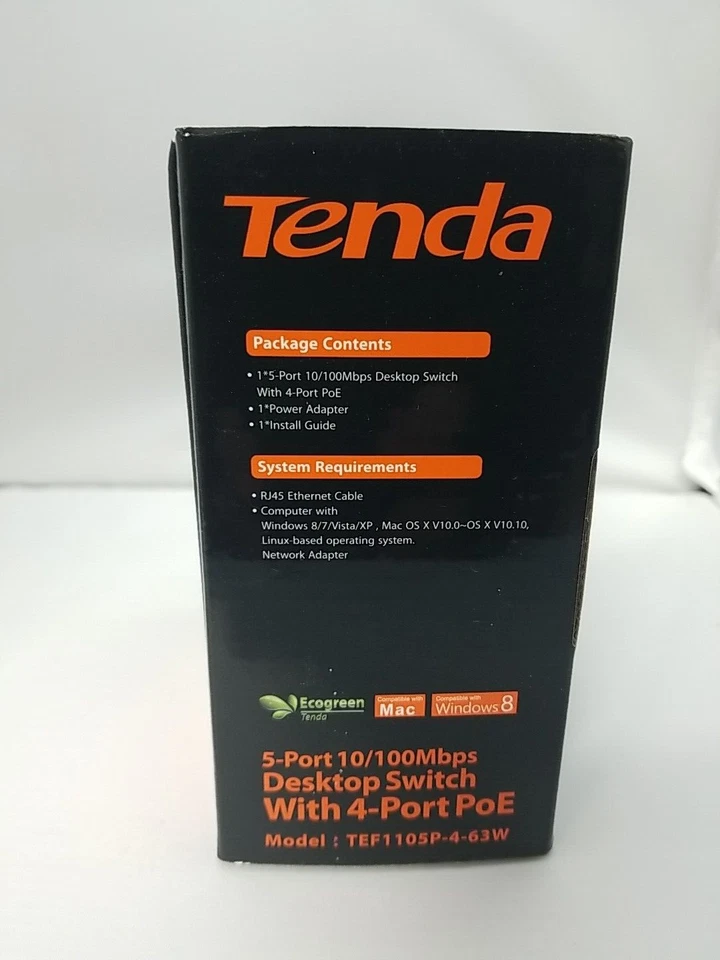 Tenda
Package Contents
• 1*5-Port 10/100Mbps Desktop Switch
With 4-Port PoE
• 1*Power Adapter
• 1*Install Guide
System Requirements
• RJ45 Ethernet Cable
• Computer with
Windows 8/7/Vista/XP , Mac OS X V10.0~OS X V10.10,
Linux-based operating system.
Network Adapter
Ecogreen
Tenda
Compatible with
Mac
Compatible with
Windows 8
5-Port 10/100Mbps
Desktop Switch
With 4-Port PoE
Model : TEF1105P-4-63W